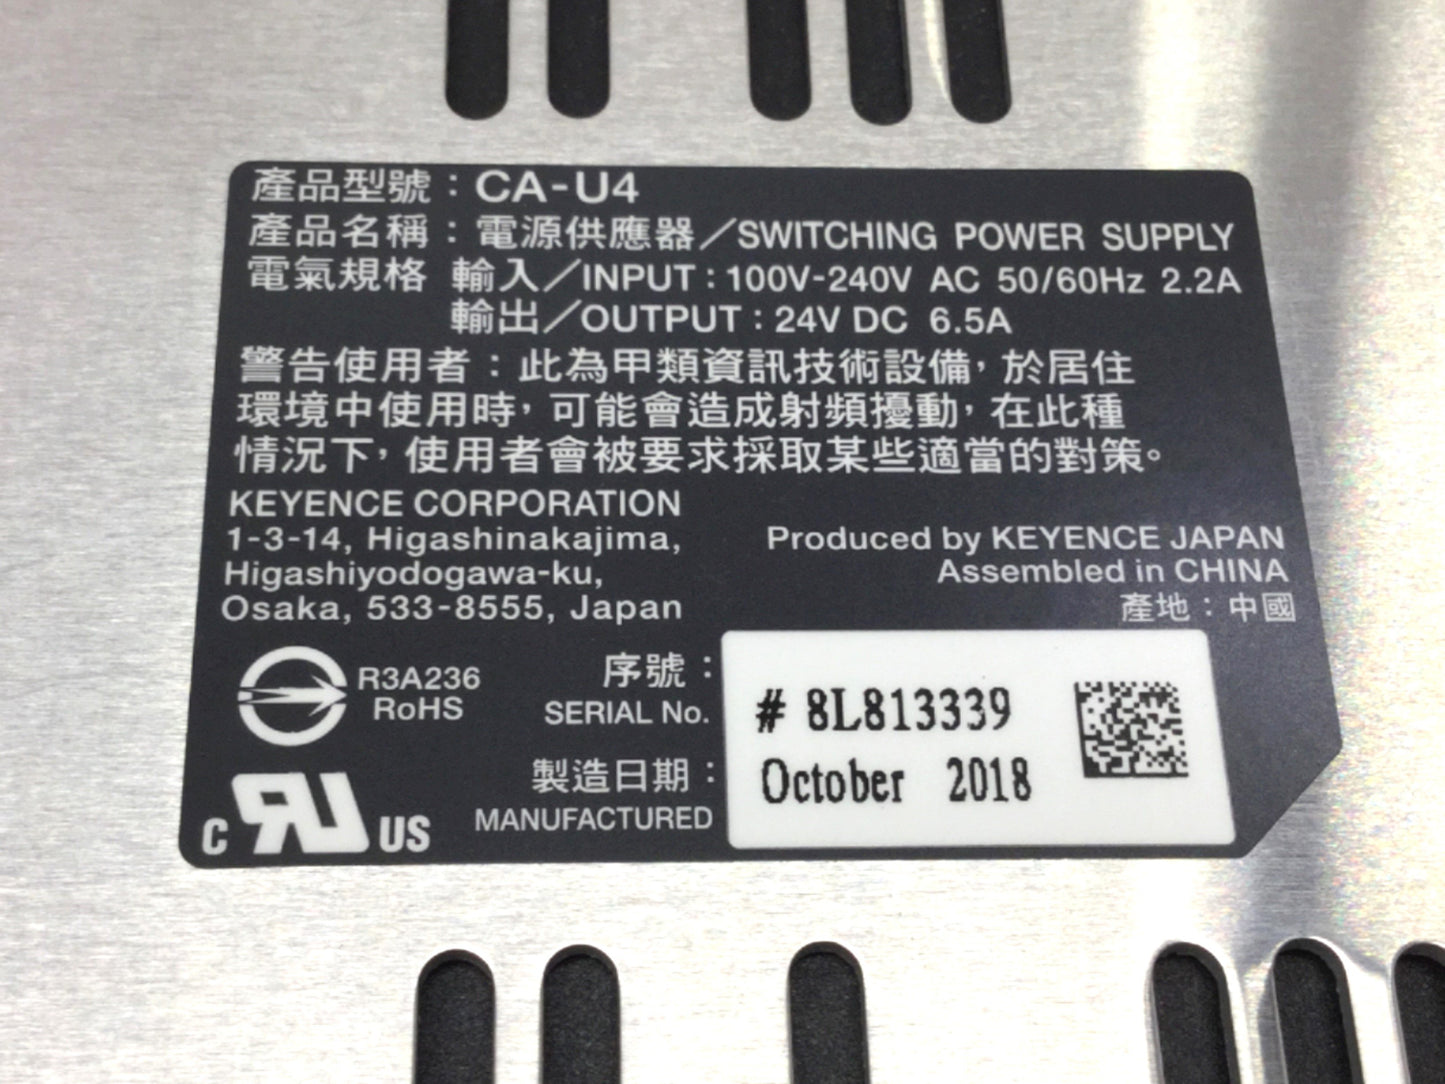 產品型號：CA-U4
產品名稱：電源供應器／SWITCHING POWER SUPPLY
電氣規格 輸入／INPUT：100V-240V AC 50/60Hz 2.2A
輸出／OUTPUT：24V DC 6.5A
警告使用者：此為甲類資訊技術設備，於居住
環境中使用時，可能會造成射頻擾動，在此種
情況下，使用者會被要求採取某些適當的對策。
KEYENCE CORPORATION
1-3-14, Higashinakajima,
Higashiyodogawa-ku,
Osaka, 533-8555, Japan
Produced by KEYENCE JAPAN
Assembled in CHINA
產地：中國
R3A236
RoHS
序號：
SERIAL No.
# 8L813339
製造日期：
MANUFACTURED
October 2018
C RU US